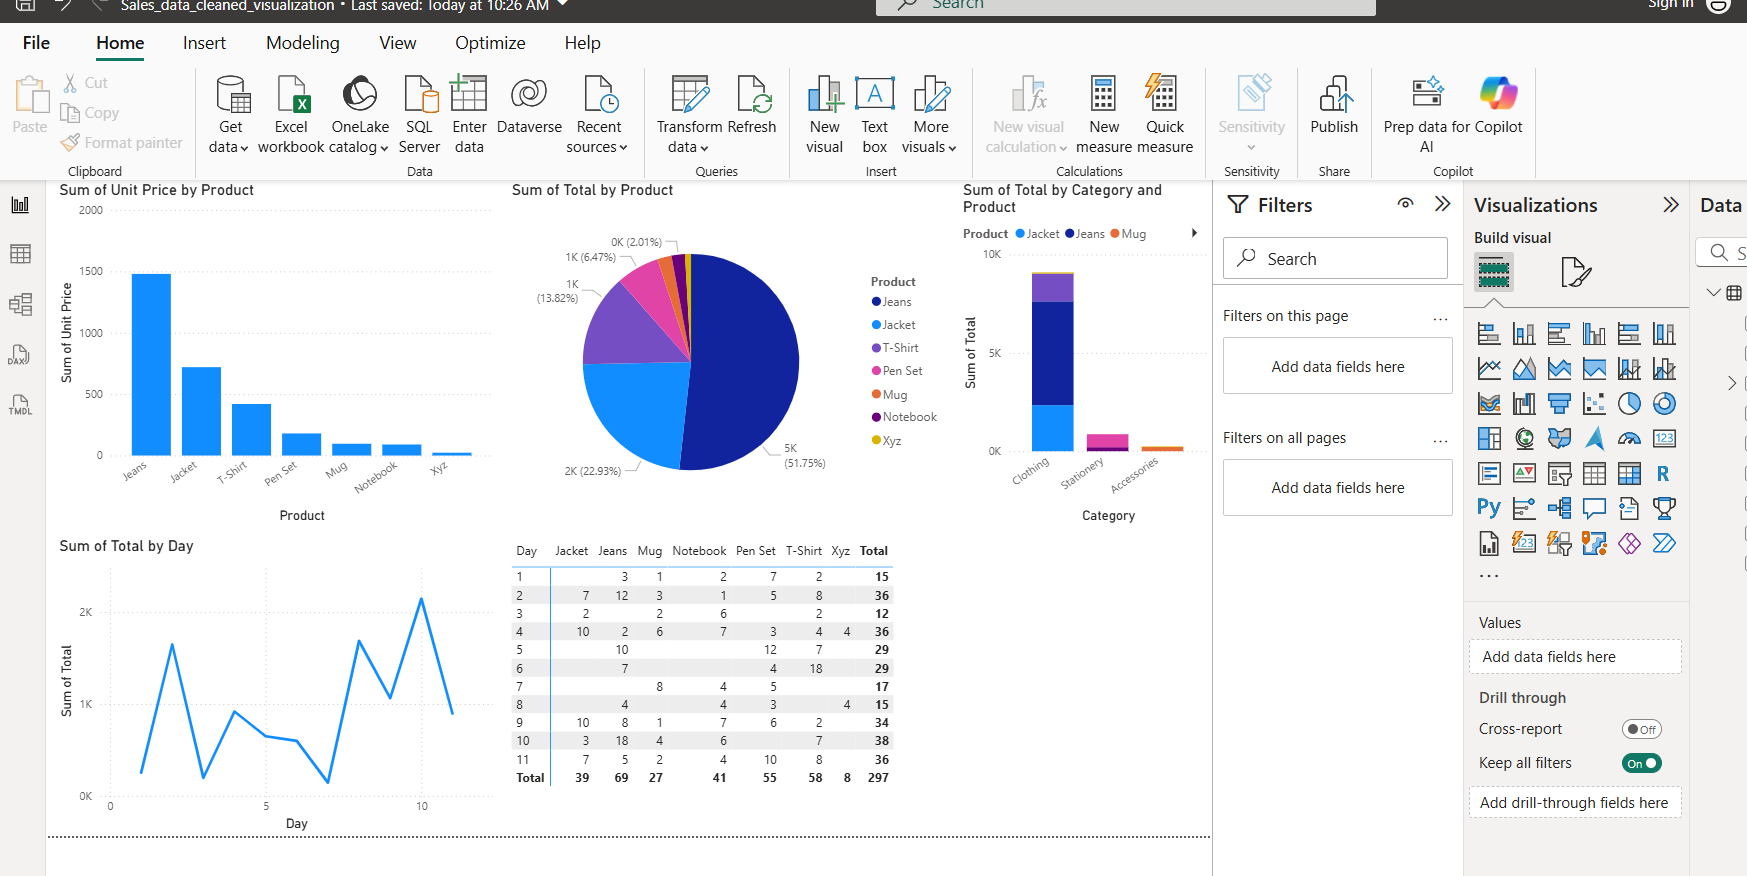 Sales_data_cleaned_visualization • Last saved: Today at 10:26 AM
Search
Sign in
File Home Insert Modeling View Optimize Help
Paste
Cut
Copy
Format painter
Clipboard
Get data
Excel workbook
OneLake catalog
SQL Server
Enter data
Dataverse
Recent sources
Data
Transform data
Refresh
Queries
New visual
Text box
More visuals
Insert
New visual calculation
New measure
Quick measure
Calculations
Sensitivity
Sensitivity
Publish
Share
Prep data for AI
Copilot
Copilot
DAX
TMDL
Sum of Unit Price by Product
2000
1500
1000
500
0
Sum of Unit Price
Jeans
Jacket
T-Shirt
Pen Set
Mug
Notebook
Xyz
Product
Sum of Total by Product
0K (2.01%)
1K (6.47%)
1K (13.82%)
2K (22.93%)
5K (51.75%)
Product
Jeans
Jacket
T-Shirt
Pen Set
Mug
Notebook
Xyz
Sum of Total by Category and Product
Product Jacket Jeans Mug
10K
5K
0K
Sum of Total
Clothing
Stationery
Accessories
Category
Sum of Total by Day
2K
1K
0K
Sum of Total
0 5 10
Day
Day Jacket Jeans Mug Notebook Pen Set T-Shirt Xyz Total
1 3 1 2 7 2 15
2 7 12 3 1 5 8 36
3 2 2 6 2 12
4 10 2 6 7 3 4 4 36
5 10 12 7 29
6 7 4 18 29
7 8 4 5 17
8 4 4 3 4 15
9 10 8 1 7 6 2 34
10 3 18 4 6 7 38
11 7 5 2 4 10 8 36
Total 39 69 27 41 55 58 8 297
Filters
Search
Filters on this page ...
Add data fields here
Filters on all pages ...
Add data fields here
Visualizations
Build visual
123
R
Py
123
...
Values
Add data fields here
Drill through
Cross-report Off
Keep all filters On
Add drill-through fields here
Data
S